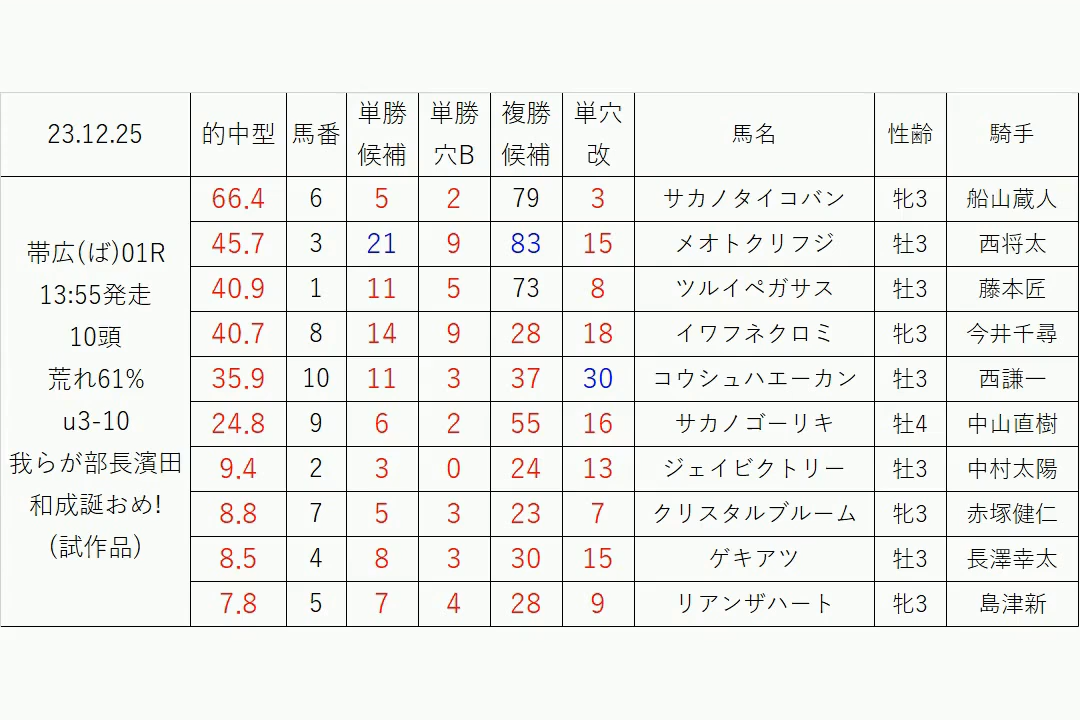 23.12.25 的中型 馬番 単勝候補 単勝穴B 複勝候補 単穴改 馬名 性齢 騎手
帯広(ば)01R
13:55発走
10頭
荒れ61%
u3-10
我らが部長濱田
和成誕おめ!
(試作品)
66.4 6 5 2 79 3 サカノタイコバン 牝3 船山蔵人
45.7 3 21 9 83 15 メオトクリフジ 牡3 西将太
40.9 1 11 5 73 8 ツルイペガサス 牡3 藤本匠
40.7 8 14 9 28 18 イワフネクロミ 牝3 今井千尋
35.9 10 11 3 37 30 コウシュハエーカン 牡3 西謙一
24.8 9 6 2 55 16 サカノゴーリキ 牡4 中山直樹
9.4 2 3 0 24 13 ジェイビクトリー 牡3 中村太陽
8.8 7 5 3 23 7 クリスタルブルーム 牝3 赤塚健仁
8.5 4 8 3 30 15 ゲキアツ 牡3 長澤幸太
7.8 5 7 4 28 9 リアンザハート 牝3 島津新